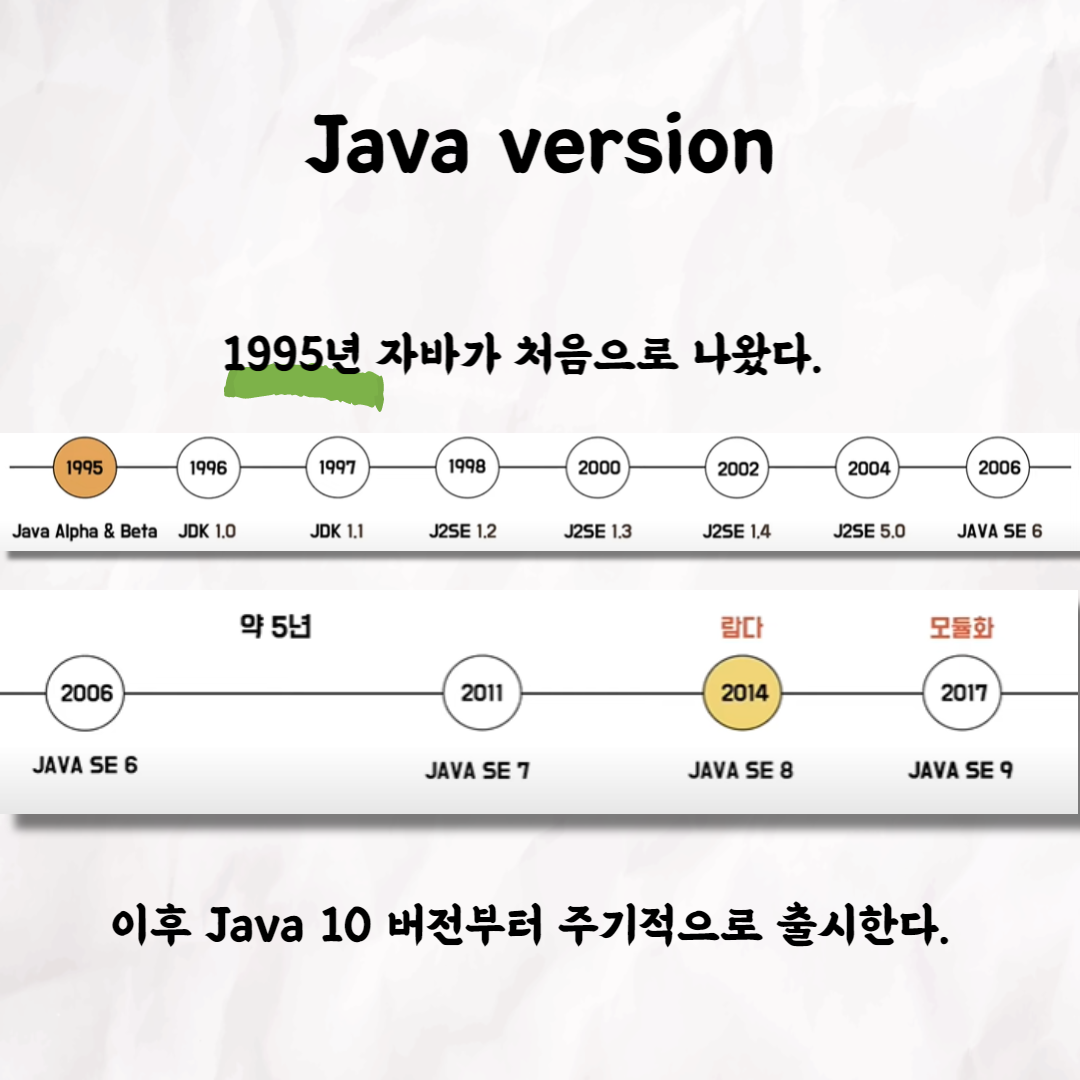 Java version
1995년 자바가 처음으로 나왔다.
1995 1996 1997 1998 2000 2002 2004 2006
Java Alpha & Beta JDK 1.0 JDK 1.1 J2SE 1.2 J2SE 1.3 J2SE 1.4 J2SE 5.0 JAVA SE 6
약 5년 람다 모듈화
2006 2011 2014 2017
JAVA SE 6 JAVA SE 7 JAVA SE 8 JAVA SE 9
이후 Java 10 버전부터 주기적으로 출시한다.